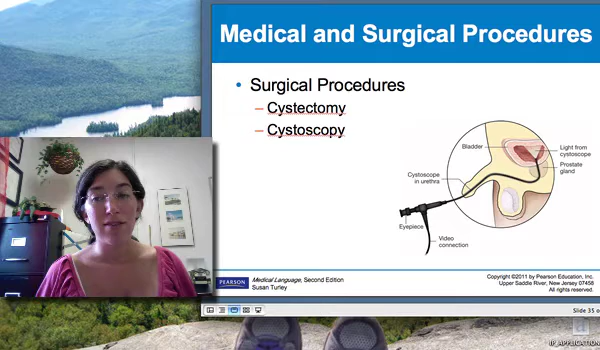 Medical and Surgical Procedures
• Surgical Procedures
– Cystectomy
– Cystoscopy
Bladder
Light from
cystoscope
Prostate
gland
Cystoscope
in urethra
Eyepiece
Video
connection
PEARSON
Medical Language, Second Edition
Susan Turley
Copyright ©2011 by Pearson Education, Inc.
Upper Saddle River, New Jersey 07458
All rights reserved.
Slide 35 o
IP_APPLICATION